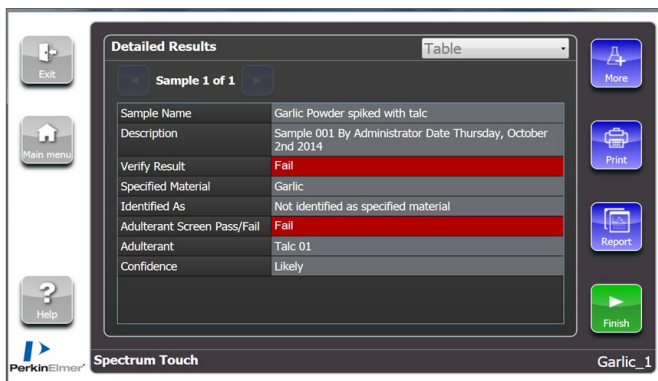 Detailed Results
Table
Exit
Sample 1 of 1
More
Sample Name Garlic Powder spiked with talc
Description Sample 001 By Administrator Date Thursday, October
2nd 2014
Main menu
Print
Verify Result Fail
Specified Material Garlic
Identified As Not identified as specified material
Adulterant Screen Pass/Fail Fail
Adulterant Talc 01
Report
Confidence Likely
Help
Finish
PerkinElmer
Spectrum Touch
Garlic_1